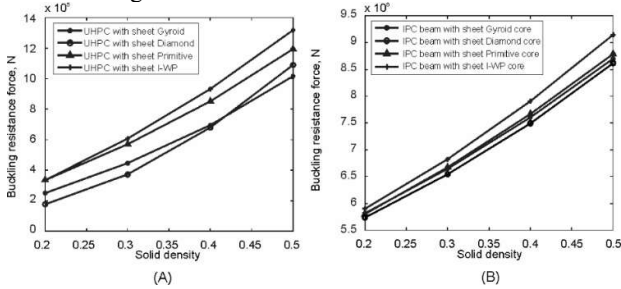 × 10⁶
Buckling resistance force, N
14
12
10
8
6
4
2
0
UHPC with sheet Gyroid
UHPC with sheet Diamond
UHPC with sheet Primitive
UHPC with sheet I-WP
0.2 0.25 0.3 0.35 0.4 0.45 0.5
Solid density
(A)
Buckling resistance force, N
9.5
9
8.5
8
7.5
7
6.5
6
5.5
IPC beam with sheet Gyroid core
IPC beam with sheet Diamond core
IPC beam with sheet Primitive core
IPC beam with sheet I-WP core
0.2 0.25 0.3 0.35 0.4 0.45 0.5
Solid density
(B)